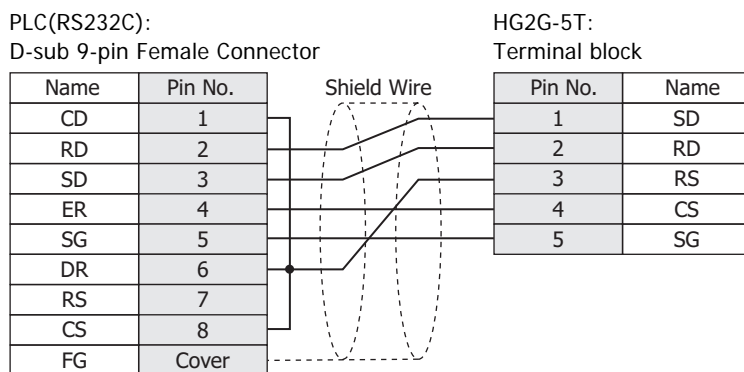 PLC(RS232C):
D-sub 9-pin Female Connector
HG2G-5T:
Terminal block
Name Pin No. Shield Wire Pin No. Name
CD 1 1 SD
RD 2 2 RD
SD 3 3 RS
ER 4 4 CS
SG 5 5 SG
DR 6
RS 7
CS 8
FG Cover